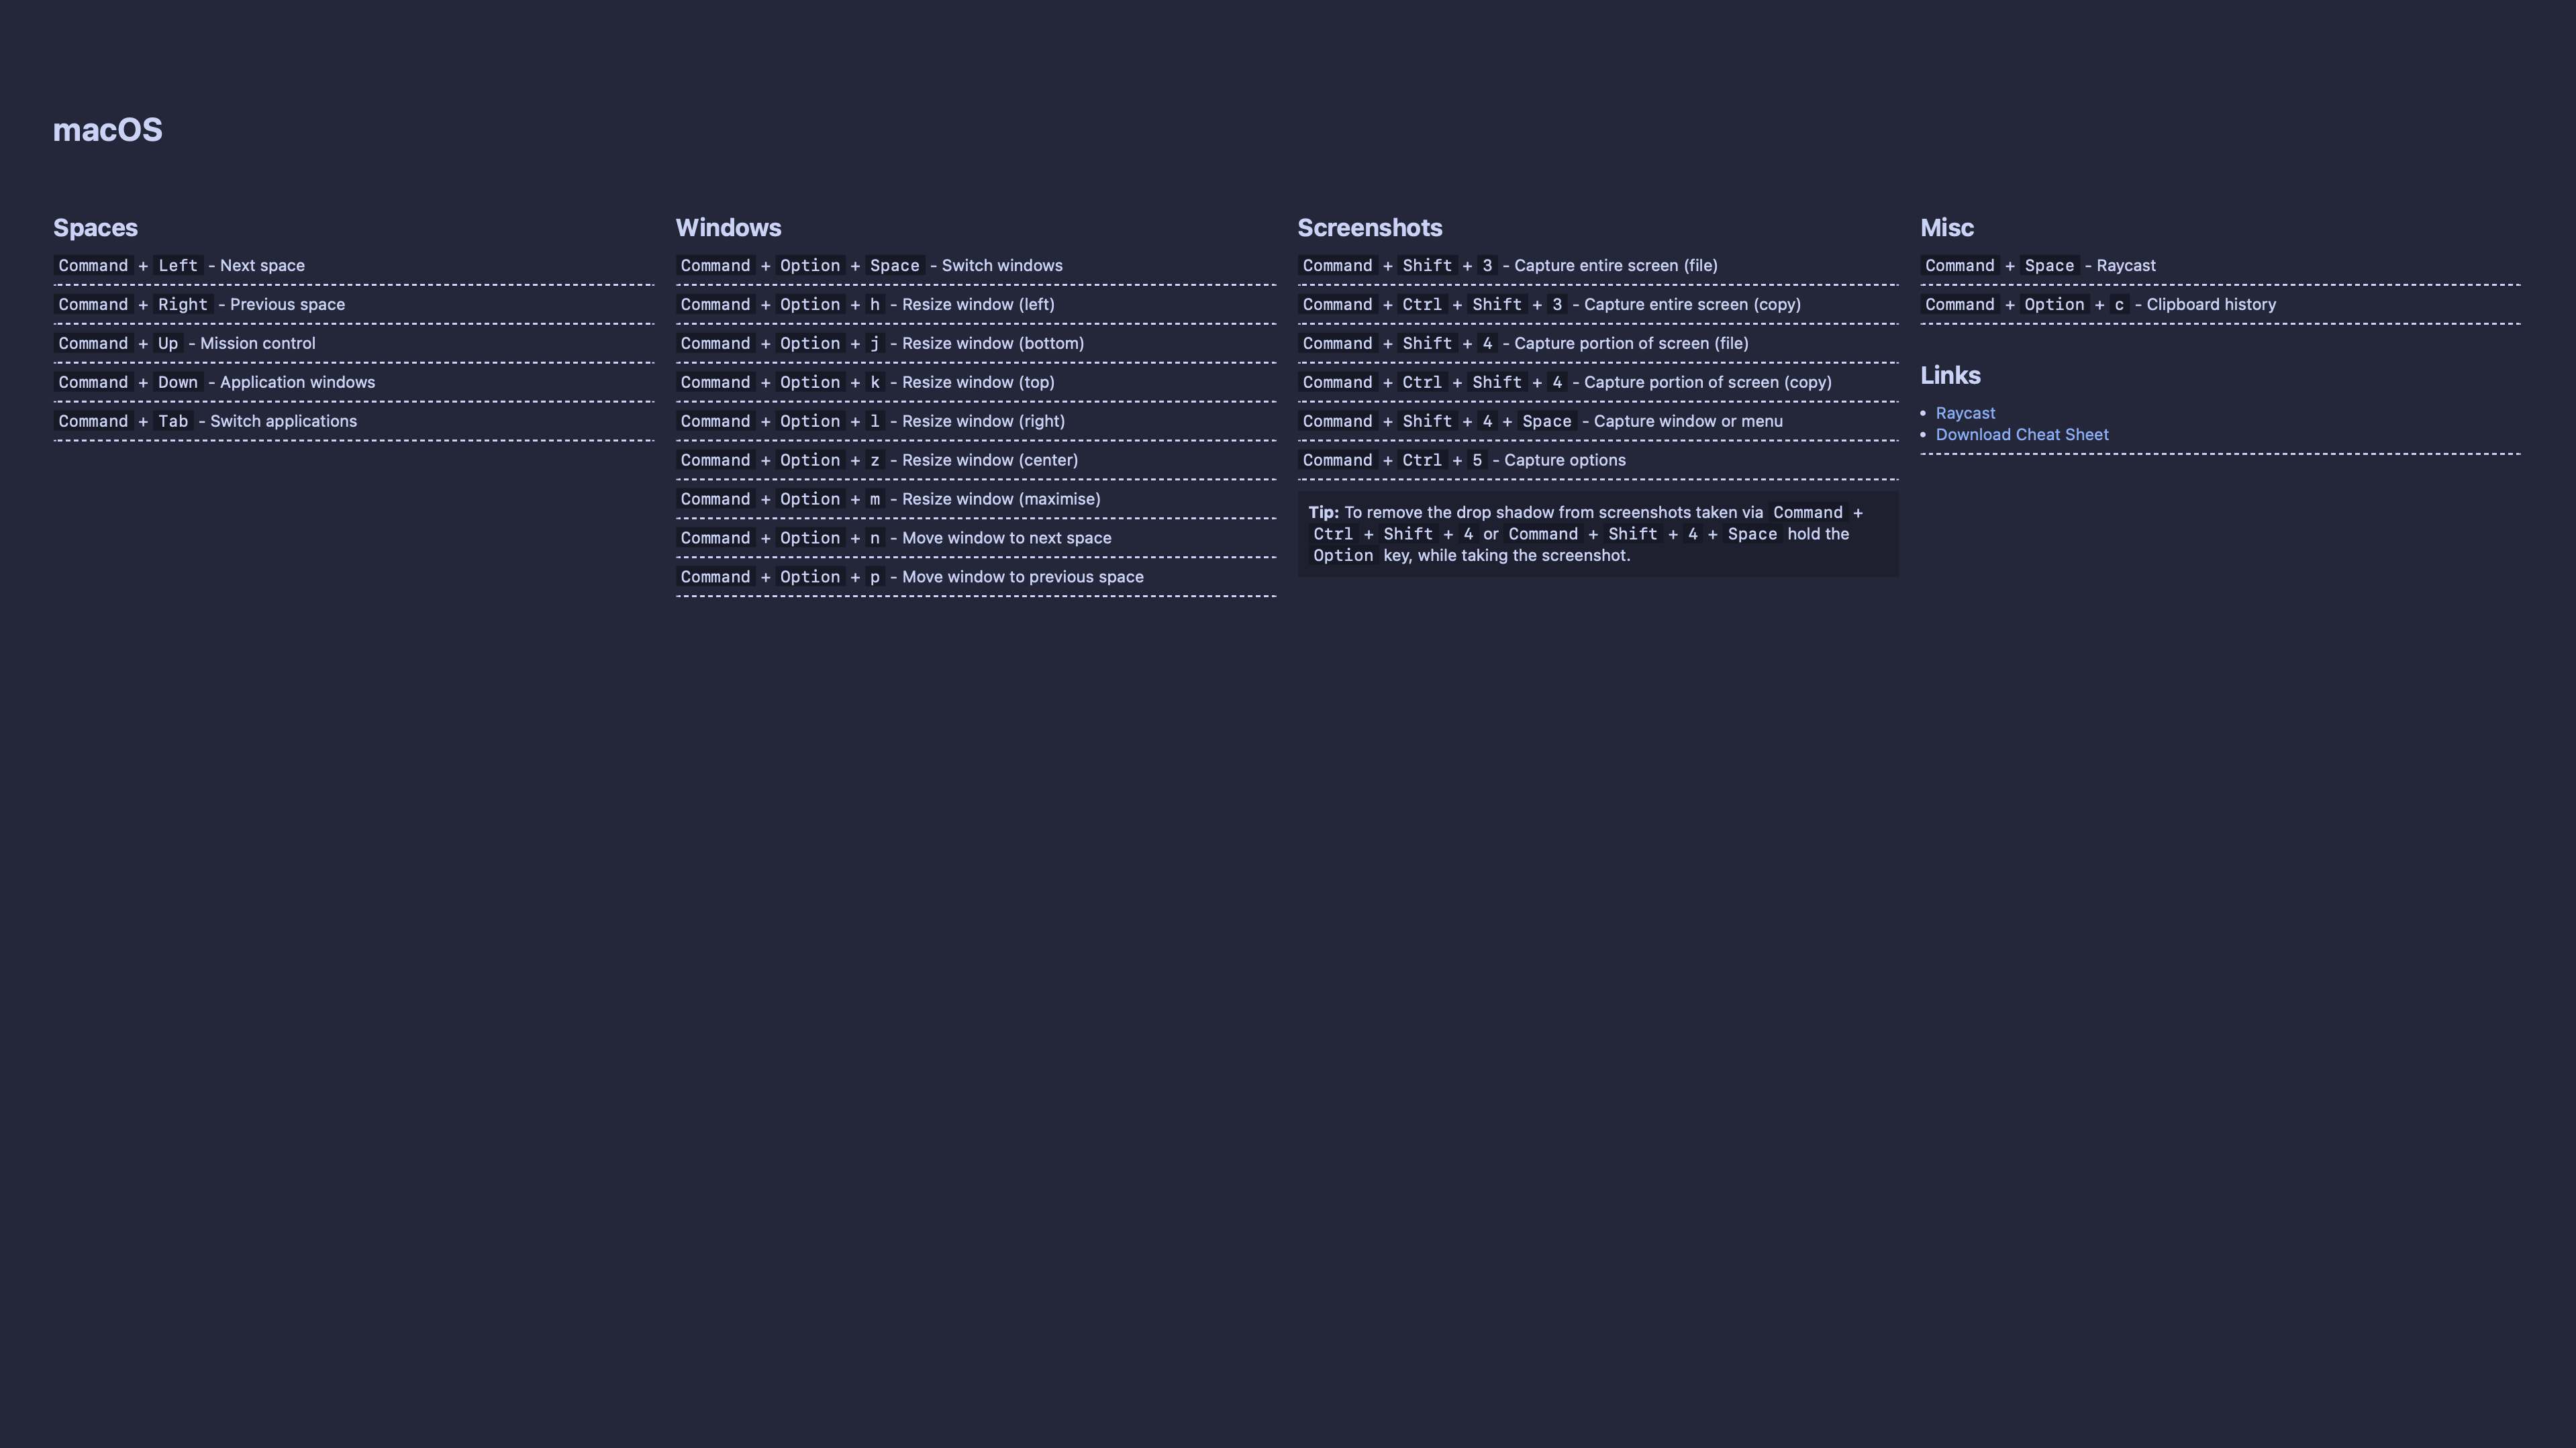 macOS
Spaces
Command + Left - Next space
Command + Right - Previous space
Command + Up - Mission control
Command + Down - Application windows
Command + Tab - Switch applications
Windows
Command + Option + Space - Switch windows
Command + Option + h - Resize window (left)
Command + Option + j - Resize window (bottom)
Command + Option + k - Resize window (top)
Command + Option + l - Resize window (right)
Command + Option + z - Resize window (center)
Command + Option + m - Resize window (maximise)
Command + Option + n - Move window to next space
Command + Option + p - Move window to previous space
Screenshots
Command + Shift + 3 - Capture entire screen (file)
Command + Ctrl + Shift + 3 - Capture entire screen (copy)
Command + Shift + 4 - Capture portion of screen (file)
Command + Ctrl + Shift + 4 - Capture portion of screen (copy)
Command + Shift + 4 + Space - Capture window or menu
Command + Ctrl + 5 - Capture options
Tip: To remove the drop shadow from screenshots taken via Command +
Ctrl + Shift + 4 or Command + Shift + 4 + Space hold the
Option key, while taking the screenshot.
Misc
Command + Space - Raycast
Command + Option + c - Clipboard history
Links
• Raycast
• Download Cheat Sheet